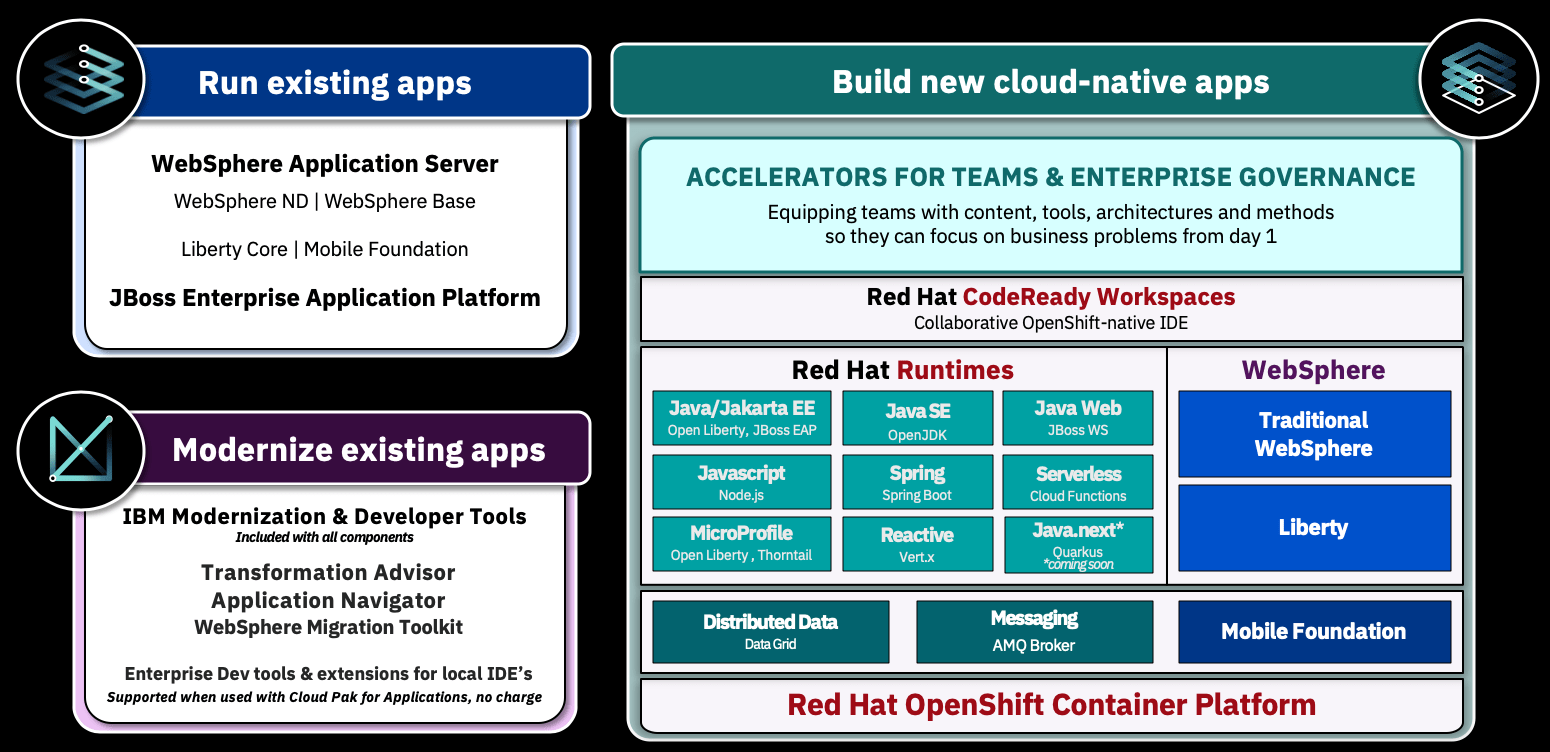 Run existing apps
WebSphere Application Server
WebSphere ND | WebSphere Base
Liberty Core | Mobile Foundation
JBoss Enterprise Application Platform
Modernize existing apps
IBM Modernization & Developer Tools
Included with all components
Transformation Advisor
Application Navigator
WebSphere Migration Toolkit
Enterprise Dev tools & extensions for local IDE’s
Supported when used with Cloud Pak for Applications, no charge
Build new cloud-native apps
ACCELERATORS FOR TEAMS & ENTERPRISE GOVERNANCE
Equipping teams with content, tools, architectures and methods
so they can focus on business problems from day 1
Red Hat CodeReady Workspaces
Collaborative OpenShift-native IDE
Red Hat Runtimes
Java/Jakarta EE
Open Liberty, JBoss EAP
Java SE
OpenJDK
Java Web
JBoss WS
Javascript
Node.js
Spring
Spring Boot
Serverless
Cloud Functions
MicroProfile
Open Liberty , Thorntail
Reactive
Vert.x
Java.next*
Quarkus
*coming soon
WebSphere
Traditional
WebSphere
Liberty
Distributed Data
Data Grid
Messaging
AMQ Broker
Mobile Foundation
Red Hat OpenShift Container Platform